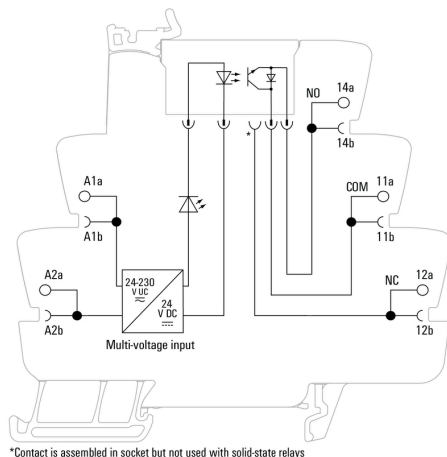 NO
14a
*
14b
A1a
COM
11a
A1b
11b
A2a
24-230
V UC
24
V DC
NC
12a
A2b
Multi-voltage input
12b
*Contact is assembled in socket but not used with solid-state relays